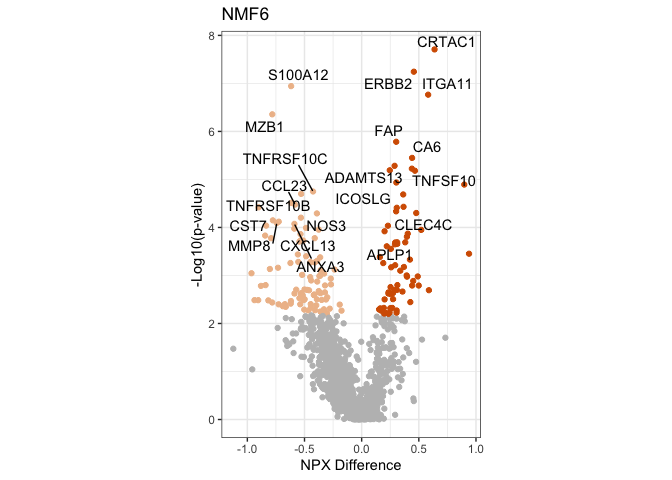 NMF6
CRTAC1
S100A12
ERBB2
ITGA11
MZB1
FAP
CA6
TNFRSF10C
ADAMTS13
TNFSF10
CCL23
ICOSLG
TNFRSF10B
CST7
NOS3
CLEC4C
MMP8
CXCL13
APLP1
ANXA3
8
6
4
2
0
-Log10(p-value)
-1.0
-0.5
0.0
0.5
1.0
NPX Difference